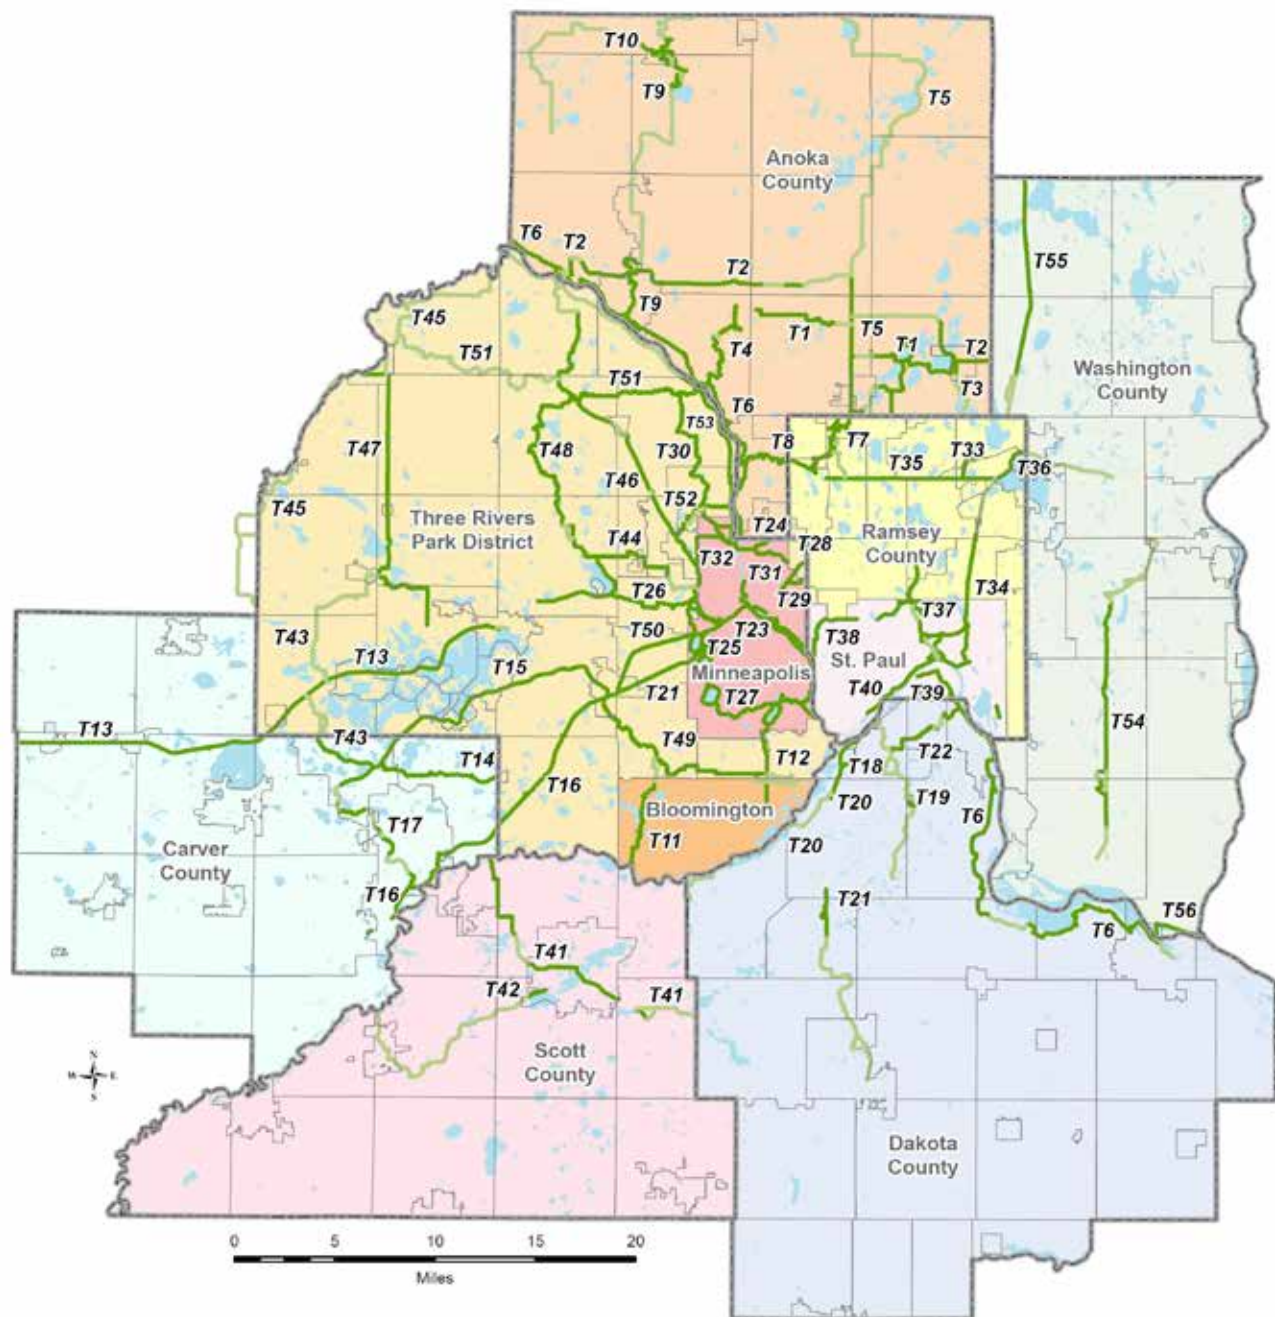 T10
T9
T5
Anoka
County
T6
T2
T2
T55
T9
T45
T1
T5
T4
T1
T2
T51
Washington
County
T51
T3
T6
T53
T8
T7
T47
T48
T30
T35
T33
T36
T46
T45
T52
Three Rivers
Park District
T24
Ramsey
County
T44
T28
T32
T31
T34
T26
T29
T37
T50
T23
T43
T13
T25
T38
St. Paul
T15
Minneapolis
T21
T27
T40
T39
T13
T54
T43
T49
T22
T14
T12
T18
T16
Bloomington
T20
T19
T6
T17
T11
T20
Carver
County
T16
T21
T56
T6
T41
T42
T41
N
W E
S
Scott
County
Dakota
County
0 5 10 15 20
Miles